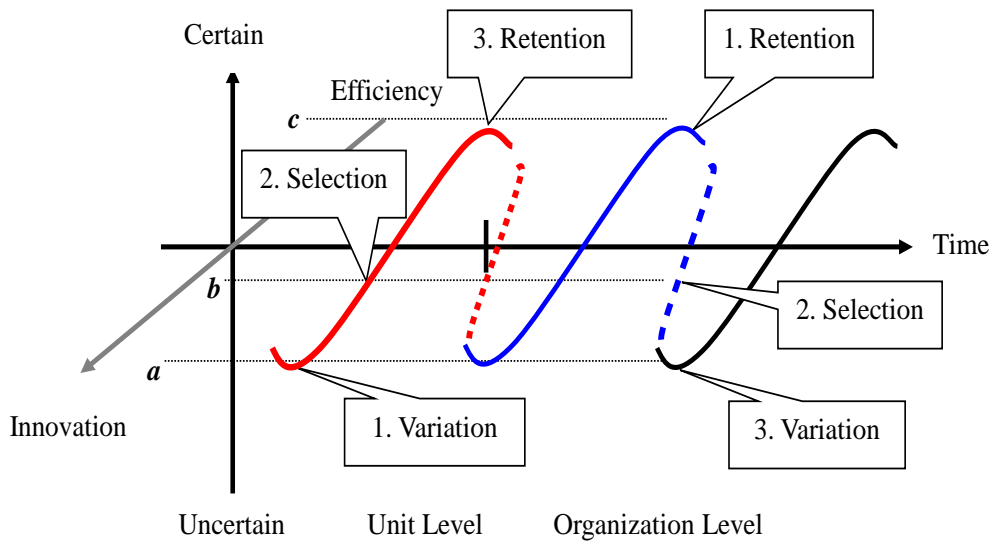 Certain
3. Retention
1. Retention
Efficiency
c
2. Selection
Time
b
2. Selection
a
Innovation
1. Variation
3. Variation
Uncertain
Unit Level
Organization Level